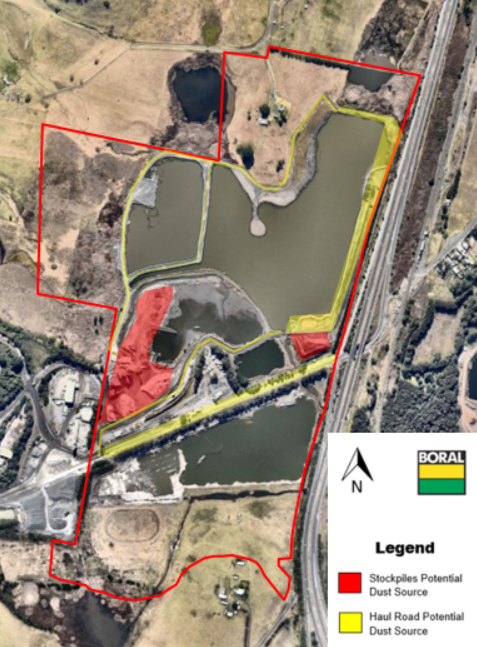 BORAL
N
Legend
Stockpiles Potential
Dust Source
Haul Road Potential
Dust Source